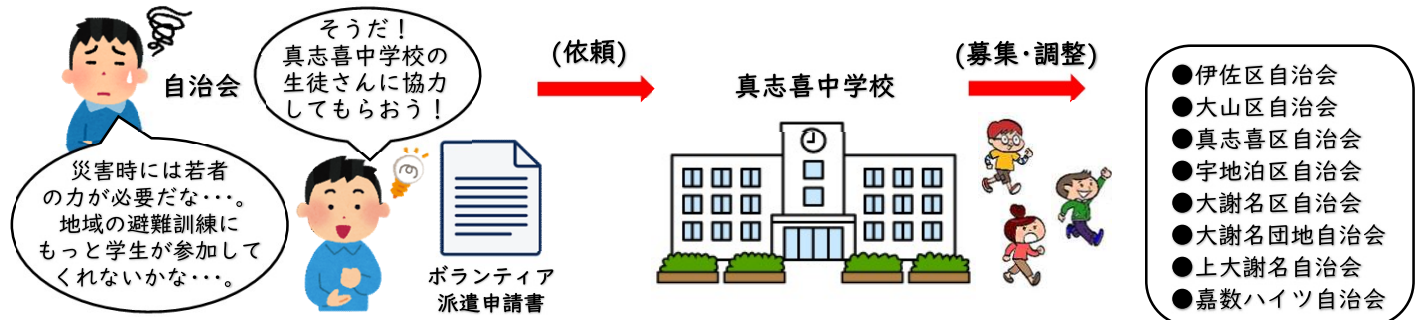 自治会
災害時には若者
の力が必要だな・・・。
地域の避難訓練に
もっと学生が参加して
くれないかな・・・。
そうだ！
真志喜中学校の
生徒さんに協力
してもらおう！
ボランティア
派遣申請書
(依頼)
真志喜中学校
(募集・調整)
●伊佐区自治会
●大山区自治会
●真志喜区自治会
●宇地泊区自治会
●大謝名区自治会
●大謝名団地自治会
●上大謝名自治会
●嘉数ハイツ自治会